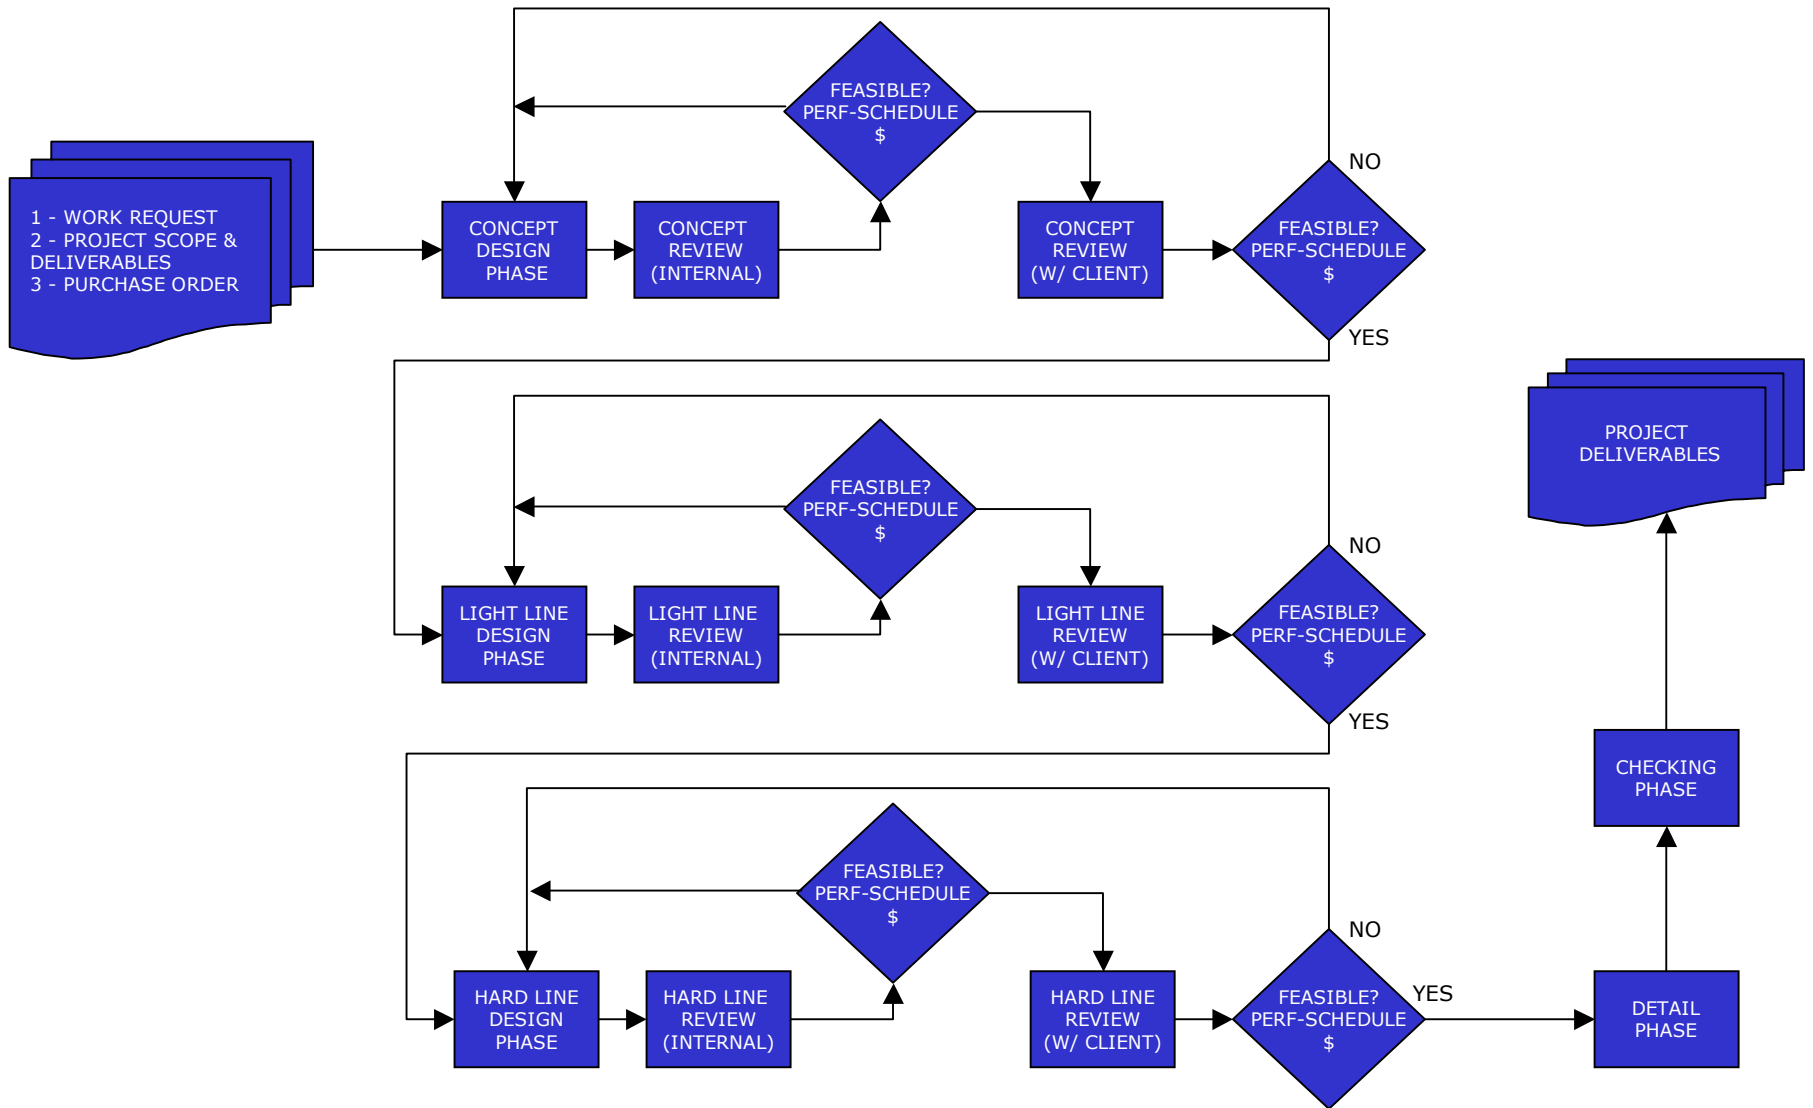 FEASIBLE?
PERF-SCHEDULE
$
NO
1 - WORK REQUEST
2 - PROJECT SCOPE &
DELIVERABLES
3 - PURCHASE ORDER
CONCEPT
DESIGN
PHASE
CONCEPT
REVIEW
(INTERNAL)
CONCEPT
REVIEW
(W/ CLIENT)
FEASIBLE?
PERF-SCHEDULE
$
YES
PROJECT
DELIVERABLES
FEASIBLE?
PERF-SCHEDULE
$
NO
LIGHT LINE
DESIGN
PHASE
LIGHT LINE
REVIEW
(INTERNAL)
LIGHT LINE
REVIEW
(W/ CLIENT)
FEASIBLE?
PERF-SCHEDULE
$
YES
CHECKING
PHASE
FEASIBLE?
PERF-SCHEDULE
$
NO
HARD LINE
DESIGN
PHASE
HARD LINE
REVIEW
(INTERNAL)
HARD LINE
REVIEW
(W/ CLIENT)
FEASIBLE?
PERF-SCHEDULE
$
YES
DETAIL
PHASE